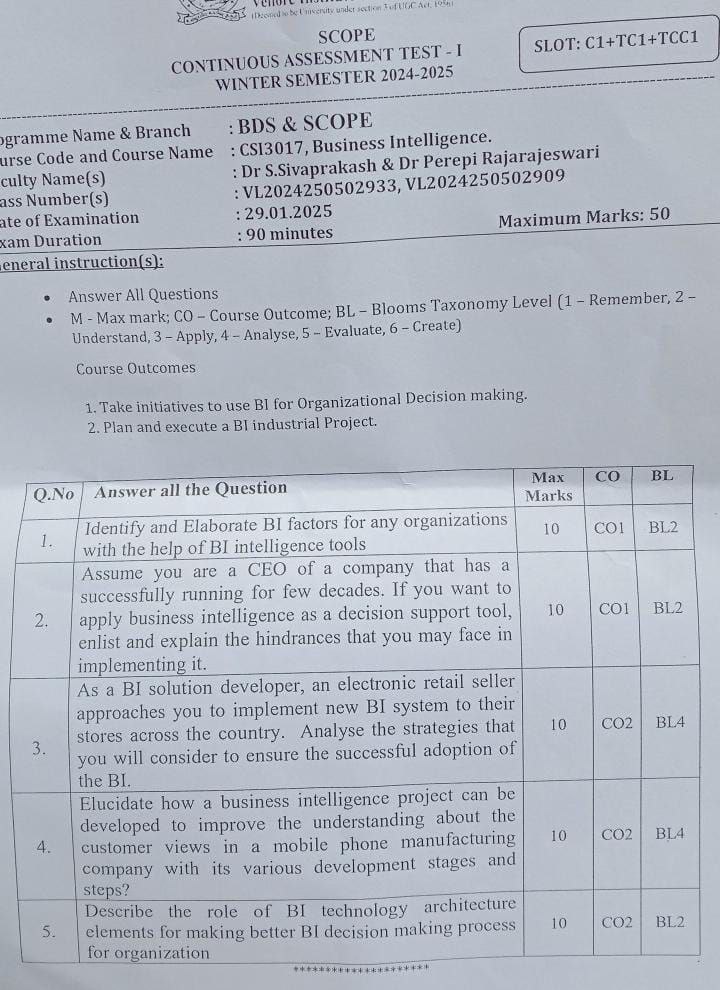 (Deemed to be University under section 3 of UGC Act, 1956)
SCOPE
CONTINUOUS ASSESSMENT TEST - I
WINTER SEMESTER 2024-2025
SLOT: C1+TC1+TCC1
ogramme Name & Branch : BDS & SCOPE
urse Code and Course Name : CSI3017, Business Intelligence.
culty Name(s) : Dr S.Sivaprakash & Dr Perepi Rajarajeswari
ass Number(s) : VL2024250502933, VL2024250502909
ate of Examination : 29.01.2025
xam Duration : 90 minutes Maximum Marks: 50
eneral instruction(s):
• Answer All Questions
• M - Max mark; CO – Course Outcome; BL – Blooms Taxonomy Level (1 – Remember, 2 –
Understand, 3 – Apply, 4 – Analyse, 5 – Evaluate, 6 – Create)
Course Outcomes
1. Take initiatives to use BI for Organizational Decision making.
2. Plan and execute a BI industrial Project.
Q.No Answer all the Question Max Marks CO BL
1. Identify and Elaborate BI factors for any organizations 10 CO1 BL2
with the help of BI intelligence tools
Assume you are a CEO of a company that has a
successfully running for few decades. If you want to
2. apply business intelligence as a decision support tool, 10 CO1 BL2
enlist and explain the hindrances that you may face in
implementing it.
As a BI solution developer, an electronic retail seller
approaches you to implement new BI system to their
3. stores across the country. Analyse the strategies that 10 CO2 BL4
you will consider to ensure the successful adoption of
the BI.
Elucidate how a business intelligence project can be
developed to improve the understanding about the
4. customer views in a mobile phone manufacturing 10 CO2 BL4
company with its various development stages and
steps?
Describe the role of BI technology architecture
5. elements for making better BI decision making process 10 CO2 BL2
for organization
*********************